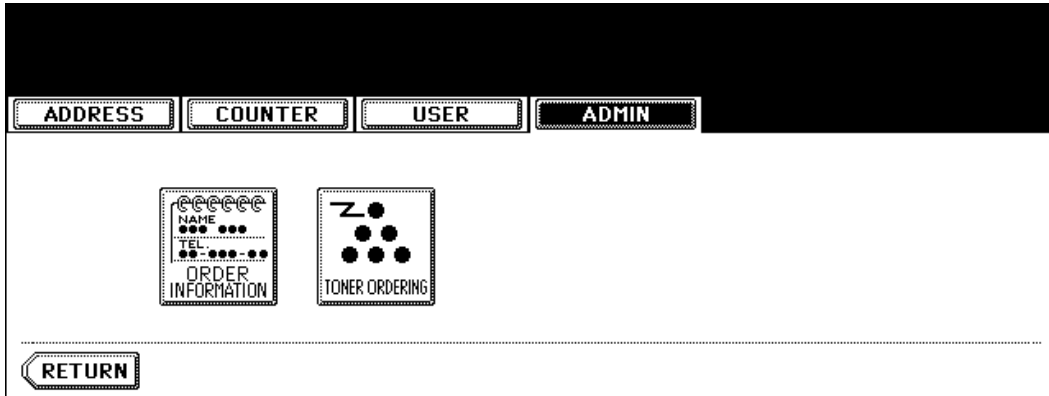 ADDRESS COUNTER USER ADMIN
NAME
TEL.
ORDER
INFORMATION
TONER ORDERING
RETURN